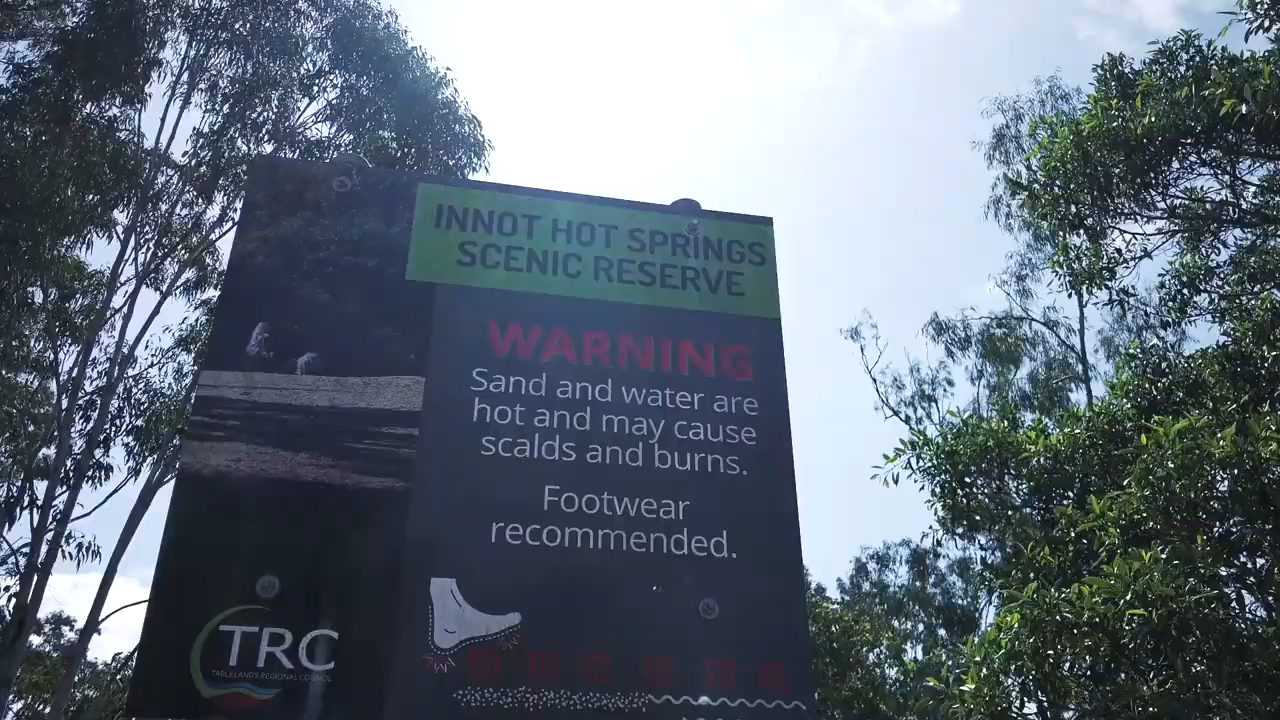 INNOT HOT SPRINGS
SCENIC RESERVE
WARNING
Sand and water are
hot and may cause
scalds and burns.
Footwear
recommended.
TRC
TABLELANDS REGIONAL COUNCIL